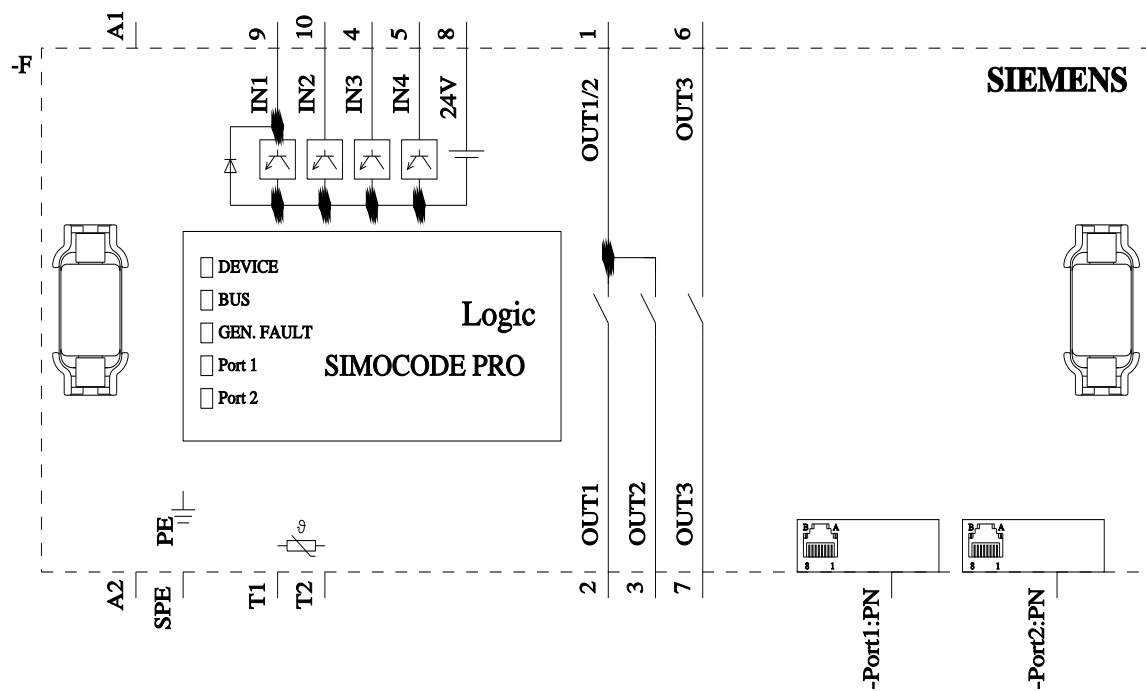 A1
9
10
4
5
8
1
6
-F
IN1
IN2
IN3
IN4
24V
OUT1/2
OUT3
SIEMENS
DEVICE
BUS
GEN. FAULT
Port 1
Port 2
Logic
SIMOCODE PRO
PE
ϑ
OUT1
OUT2
OUT3
B A
8 1
B A
8 1
A2
SPE
T1
T2
2
3
7
-Port1:PN
-Port2:PN